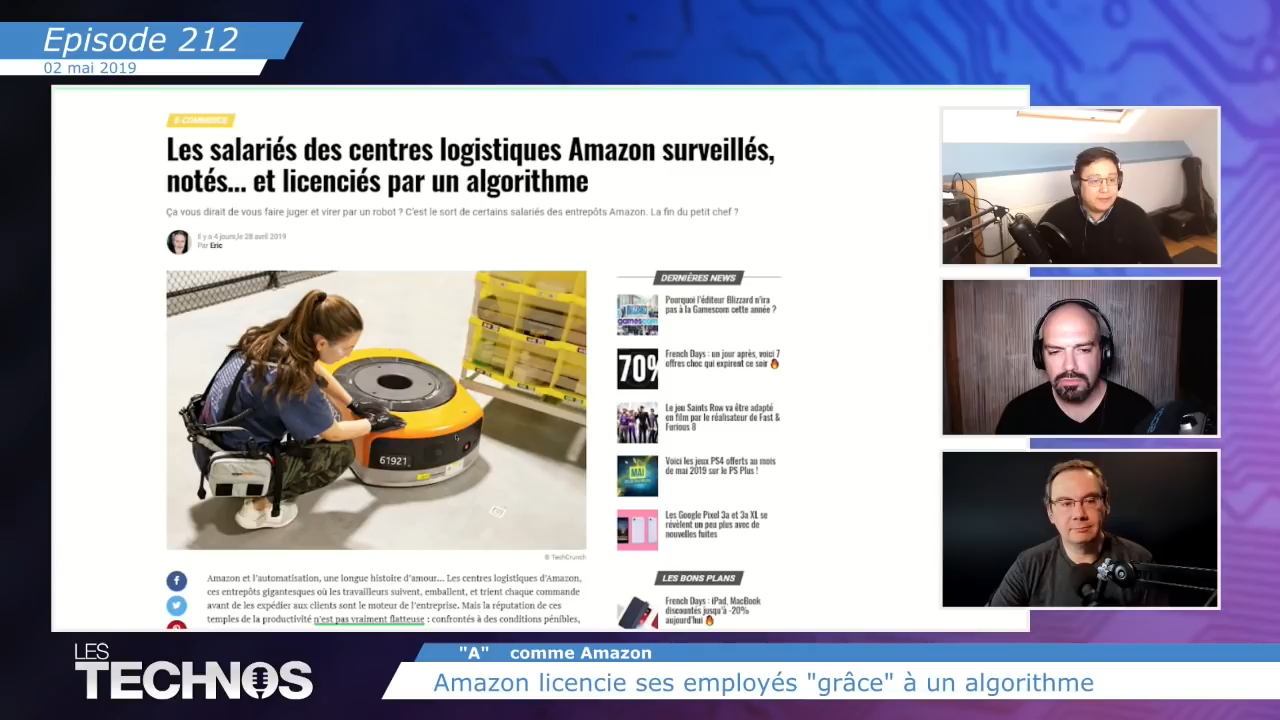 Episode 212
02 mai 2019
E-COMMERCE
Les salariés des centres logistiques Amazon surveillés,
notés... et licenciés par un algorithme
Ça vous dirait de vous faire juger et virer par un robot ? C'est le sort de certains salariés des entrepôts Amazon. La fin du petit chef ?
Il y a 4 jours,le 28 avril 2019
Par Eric
61921
© TechCrunch
Amazon et l'automatisation, une longue histoire d'amour... Les centres logistiques d'Amazon,
ces entrepôts gigantesques où les travailleurs suivent, emballent, et trient chaque commande
avant de les expédier aux clients sont le moteur de l'entreprise. Mais la réputation de ces
temples de la productivité n'est pas vraiment flatteuse : confrontés à des conditions pénibles,
DERNIÈRES NEWS
Pourquoi l'éditeur Blizzard n'ira
pas à la Gamescom cette année ?
gamescom
70%
French Days : un jour après, voici 7
offres choc qui expirent ce soir
Le jeu Saints Row va être adapté
en film par le réalisateur de Fast &
Furious 8
MAI
Voici les jeux PS4 offerts au mois
de mai 2019 sur le PS Plus !
Les Google Pixel 3a et 3a XL se
révèlent un peu plus avec de
nouvelles fuites
LES BONS PLANS
French Days : iPad, MacBook
discountés jusqu'à -20%
aujourd'hui
LES
TECHNOS
"A" comme Amazon
Amazon licencie ses employés "grâce" à un algorithme